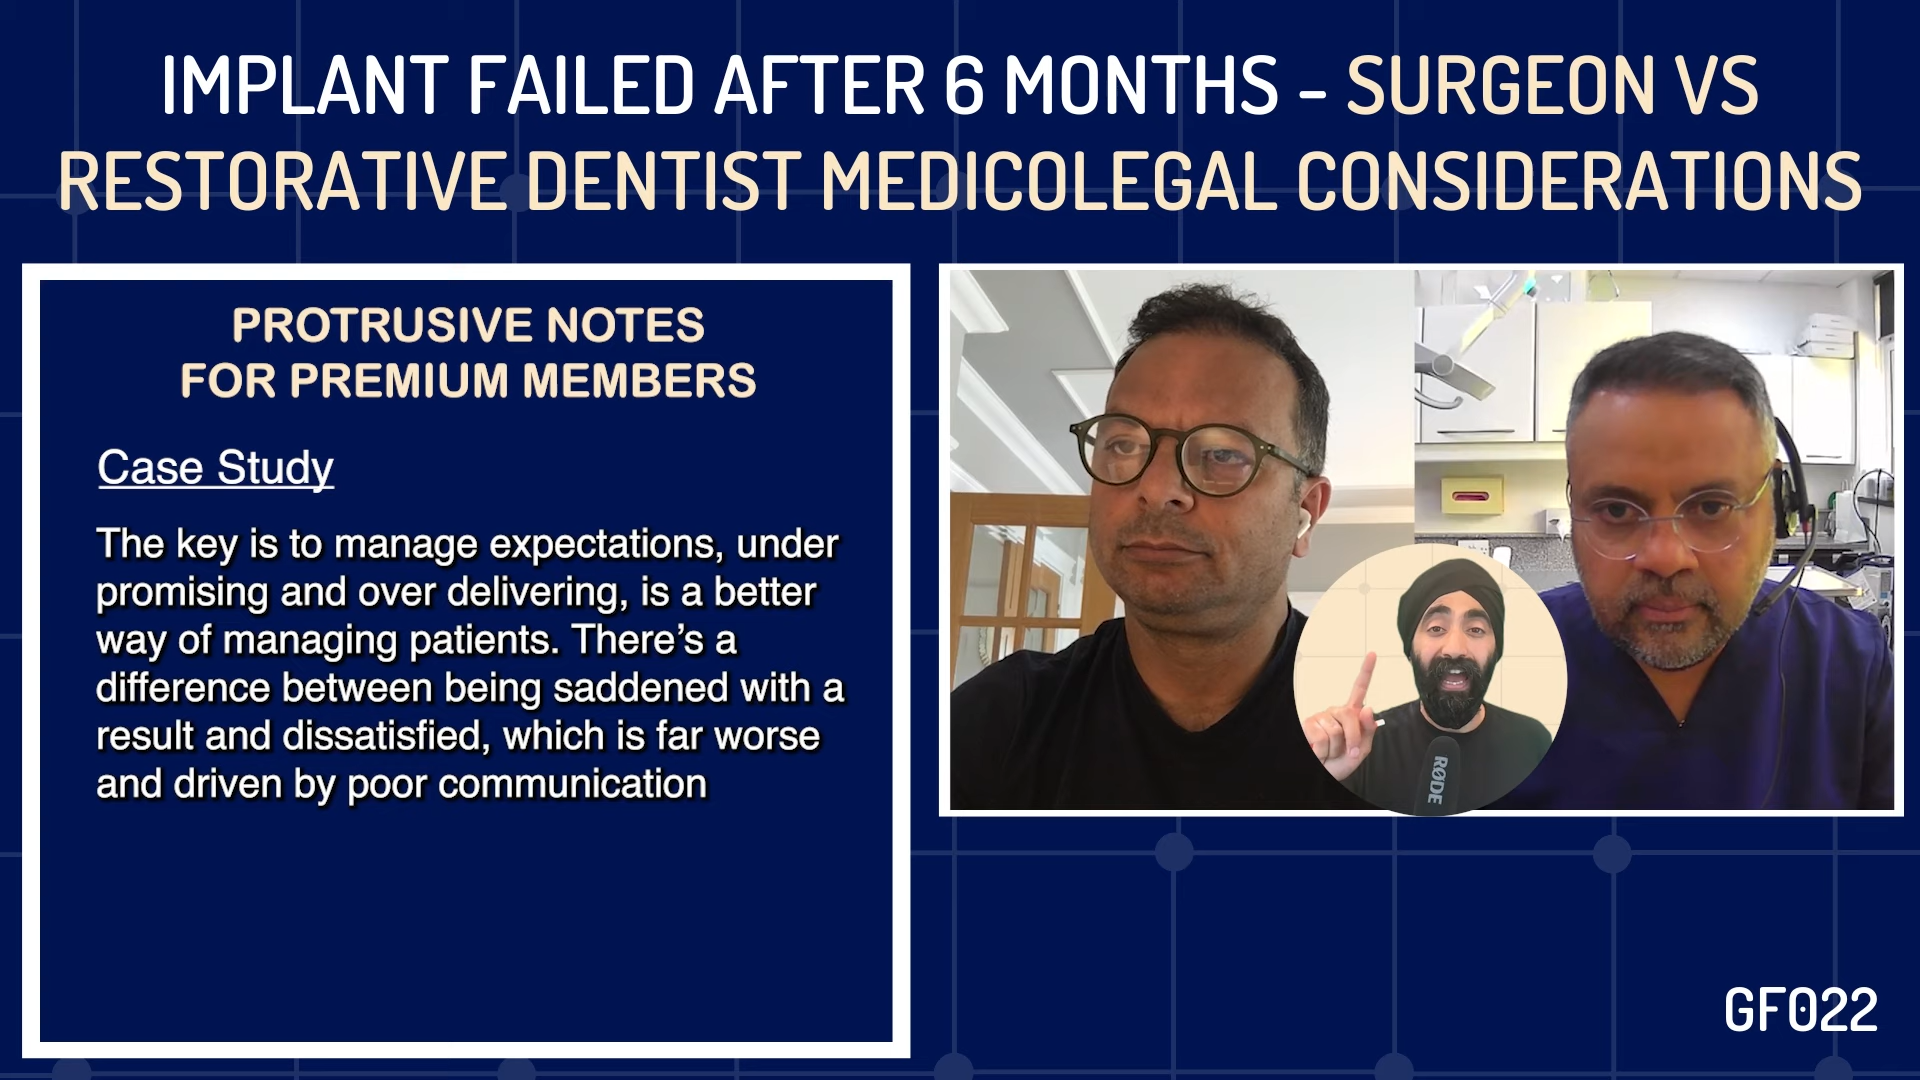 IMPLANT FAILED AFTER 6 MONTHS - SURGEON VS
RESTORATIVE DENTIST MEDICOLEGAL CONSIDERATIONS
PROTRUSIVE NOTES
FOR PREMIUM MEMBERS
Case Study
The key is to manage expectations, under
promising and over delivering, is a better
way of managing patients. There’s a
difference between being saddened with a
result and dissatisfied, which is far worse
and driven by poor communication
RØDE
GF022